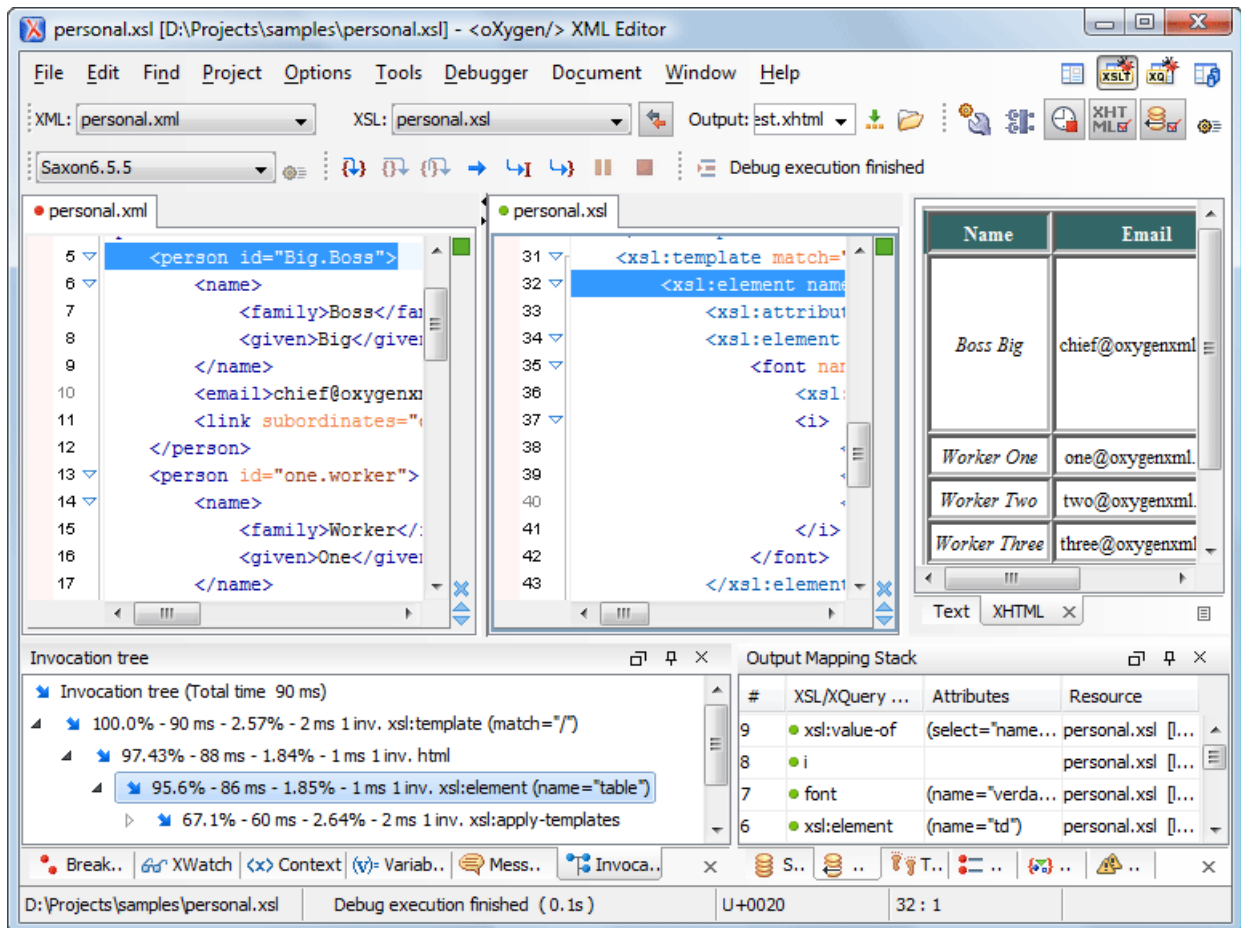 personal.xsl [D:\Projects\samples\personal.xsl] - <oXygen/> XML Editor
File Edit Find Project Options Tools Debugger Document Window Help
XSLT XQ
XML: personal.xml XSL: personal.xsl Output: est.xhtml XHT MLE
Saxon6.5.5 Debug execution finished
personal.xml
5 <person id="Big.Boss">
6 <name>
7 <family>Boss</fa
8 <given>Big</give
9 </name>
10 <email>chief@oxygenx
11 <link subordinates="
12 </person>
13 <person id="one.worker">
14 <name>
15 <family>Worker</
16 <given>One</give
17 </name>
personal.xsl
31 <xsl:template match="
32 <xsl:element name
33 <xsl:attribut
34 <xsl:element
35 <font nam
36 <xsl:
37 <i>
38 <
39 <
40 <
41 </i>
42 </font>
43 </xsl:element
Name Email
Boss Big chief@oxygenxml
Worker One one@oxygenxml.
Worker Two two@oxygenxml.
Worker Three three@oxygenxml
Text XHTML
Invocation tree
Invocation tree (Total time 90 ms)
100.0% - 90 ms - 2.57% - 2 ms 1 inv. xsl:template (match="/")
97.43% - 88 ms - 1.84% - 1 ms 1 inv. html
95.6% - 86 ms - 1.85% - 1 ms 1 inv. xsl:element (name="table")
67.1% - 60 ms - 2.64% - 2 ms 1 inv. xsl:apply-templates
Break.. XWatch <x> Context (v)= Variab.. Mess.. Invoca..
Output Mapping Stack
# XSL/XQuery ... Attributes Resource
9 xsl:value-of (select="name... personal.xsl [l...
8 i personal.xsl [l...
7 font (name="verda... personal.xsl [l...
6 xsl:element (name="td") personal.xsl [l...
S.. .. T.. .. .. ..
D:\Projects\samples\personal.xsl Debug execution finished ( 0.1s ) U+0020 32 : 1